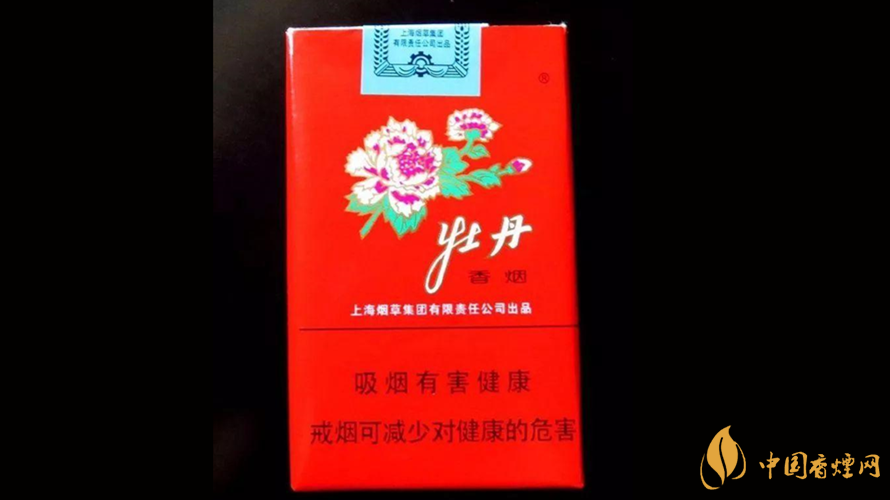 上海烟草集团
有限责任公司出品
®
牡丹
香烟
上海烟草集团有限责任公司出品
吸烟有害健康
戒烟可减少对健康的危害
中国香煙网